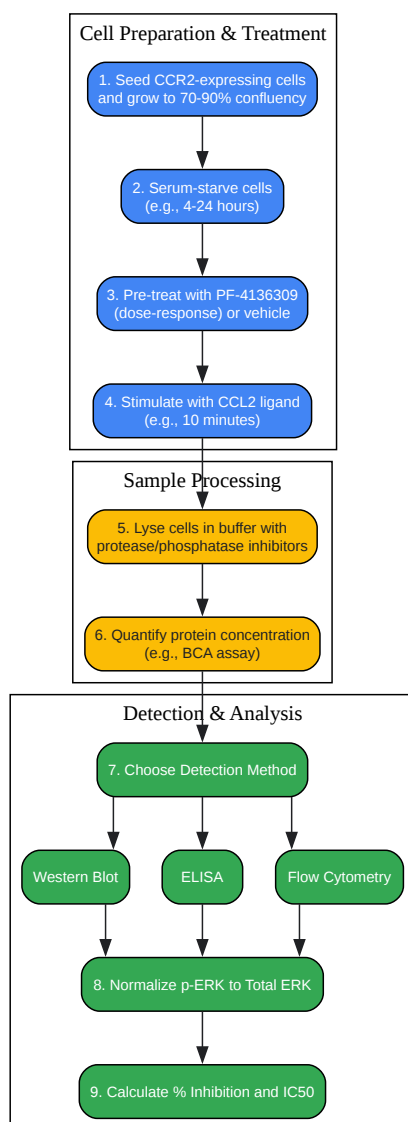 Cell Preparation & Treatment
1. Seed CCR2-expressing cells
and grow to 70-90% confluency
2. Serum-starve cells
(e.g., 4-24 hours)
3. Pre-treat with PF-4136309
(dose-response) or vehicle
4. Stimulate with CCL2 ligand
(e.g., 10 minutes)
Sample Processing
5. Lyse cells in buffer with
protease/phosphatase inhibitors
6. Quantify protein concentration
(e.g., BCA assay)
Detection & Analysis
7. Choose Detection Method
Western Blot
ELISA
Flow Cytometry
8. Normalize p-ERK to Total ERK
9. Calculate % Inhibition and IC50